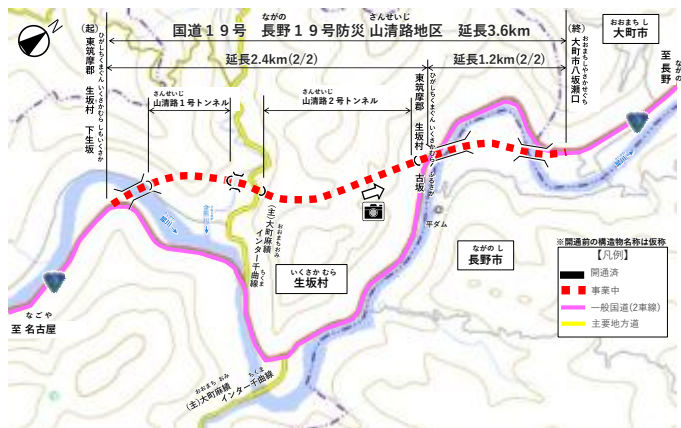 ながの さんせいじ
国道１９号 長野１９号防災 山清路地区 延長3.6km
延長2.4km(2/2)
延長1.2km(2/2)
(起)
東筑摩郡 生坂村 下生坂
ひがしちくまぐん いくさかむら しもいくさか
さんせいじ
山清路１号トンネル
さんせいじ
山清路２号トンネル
東筑摩郡 生坂村 古坂
ひがしちくまぐん いくさかむら ふるさか
(終)
大町市八坂瀬口
おおまちしやさかせぐち
おおまち し
大町市
至 長野
ながの
犀川
犀川
平ダム
(主)大町麻績
インター千曲線
おおまちおみ
ちくま
いくさか むら
生坂村
ながの し
長野市
なごや
至 名古屋
おおまち おみ ちくま
(主)大町麻績インター千曲線
※開通前の構造物名称は仮称
【凡例】
開通済
事業中
一般国道(2車線)
主要地方道